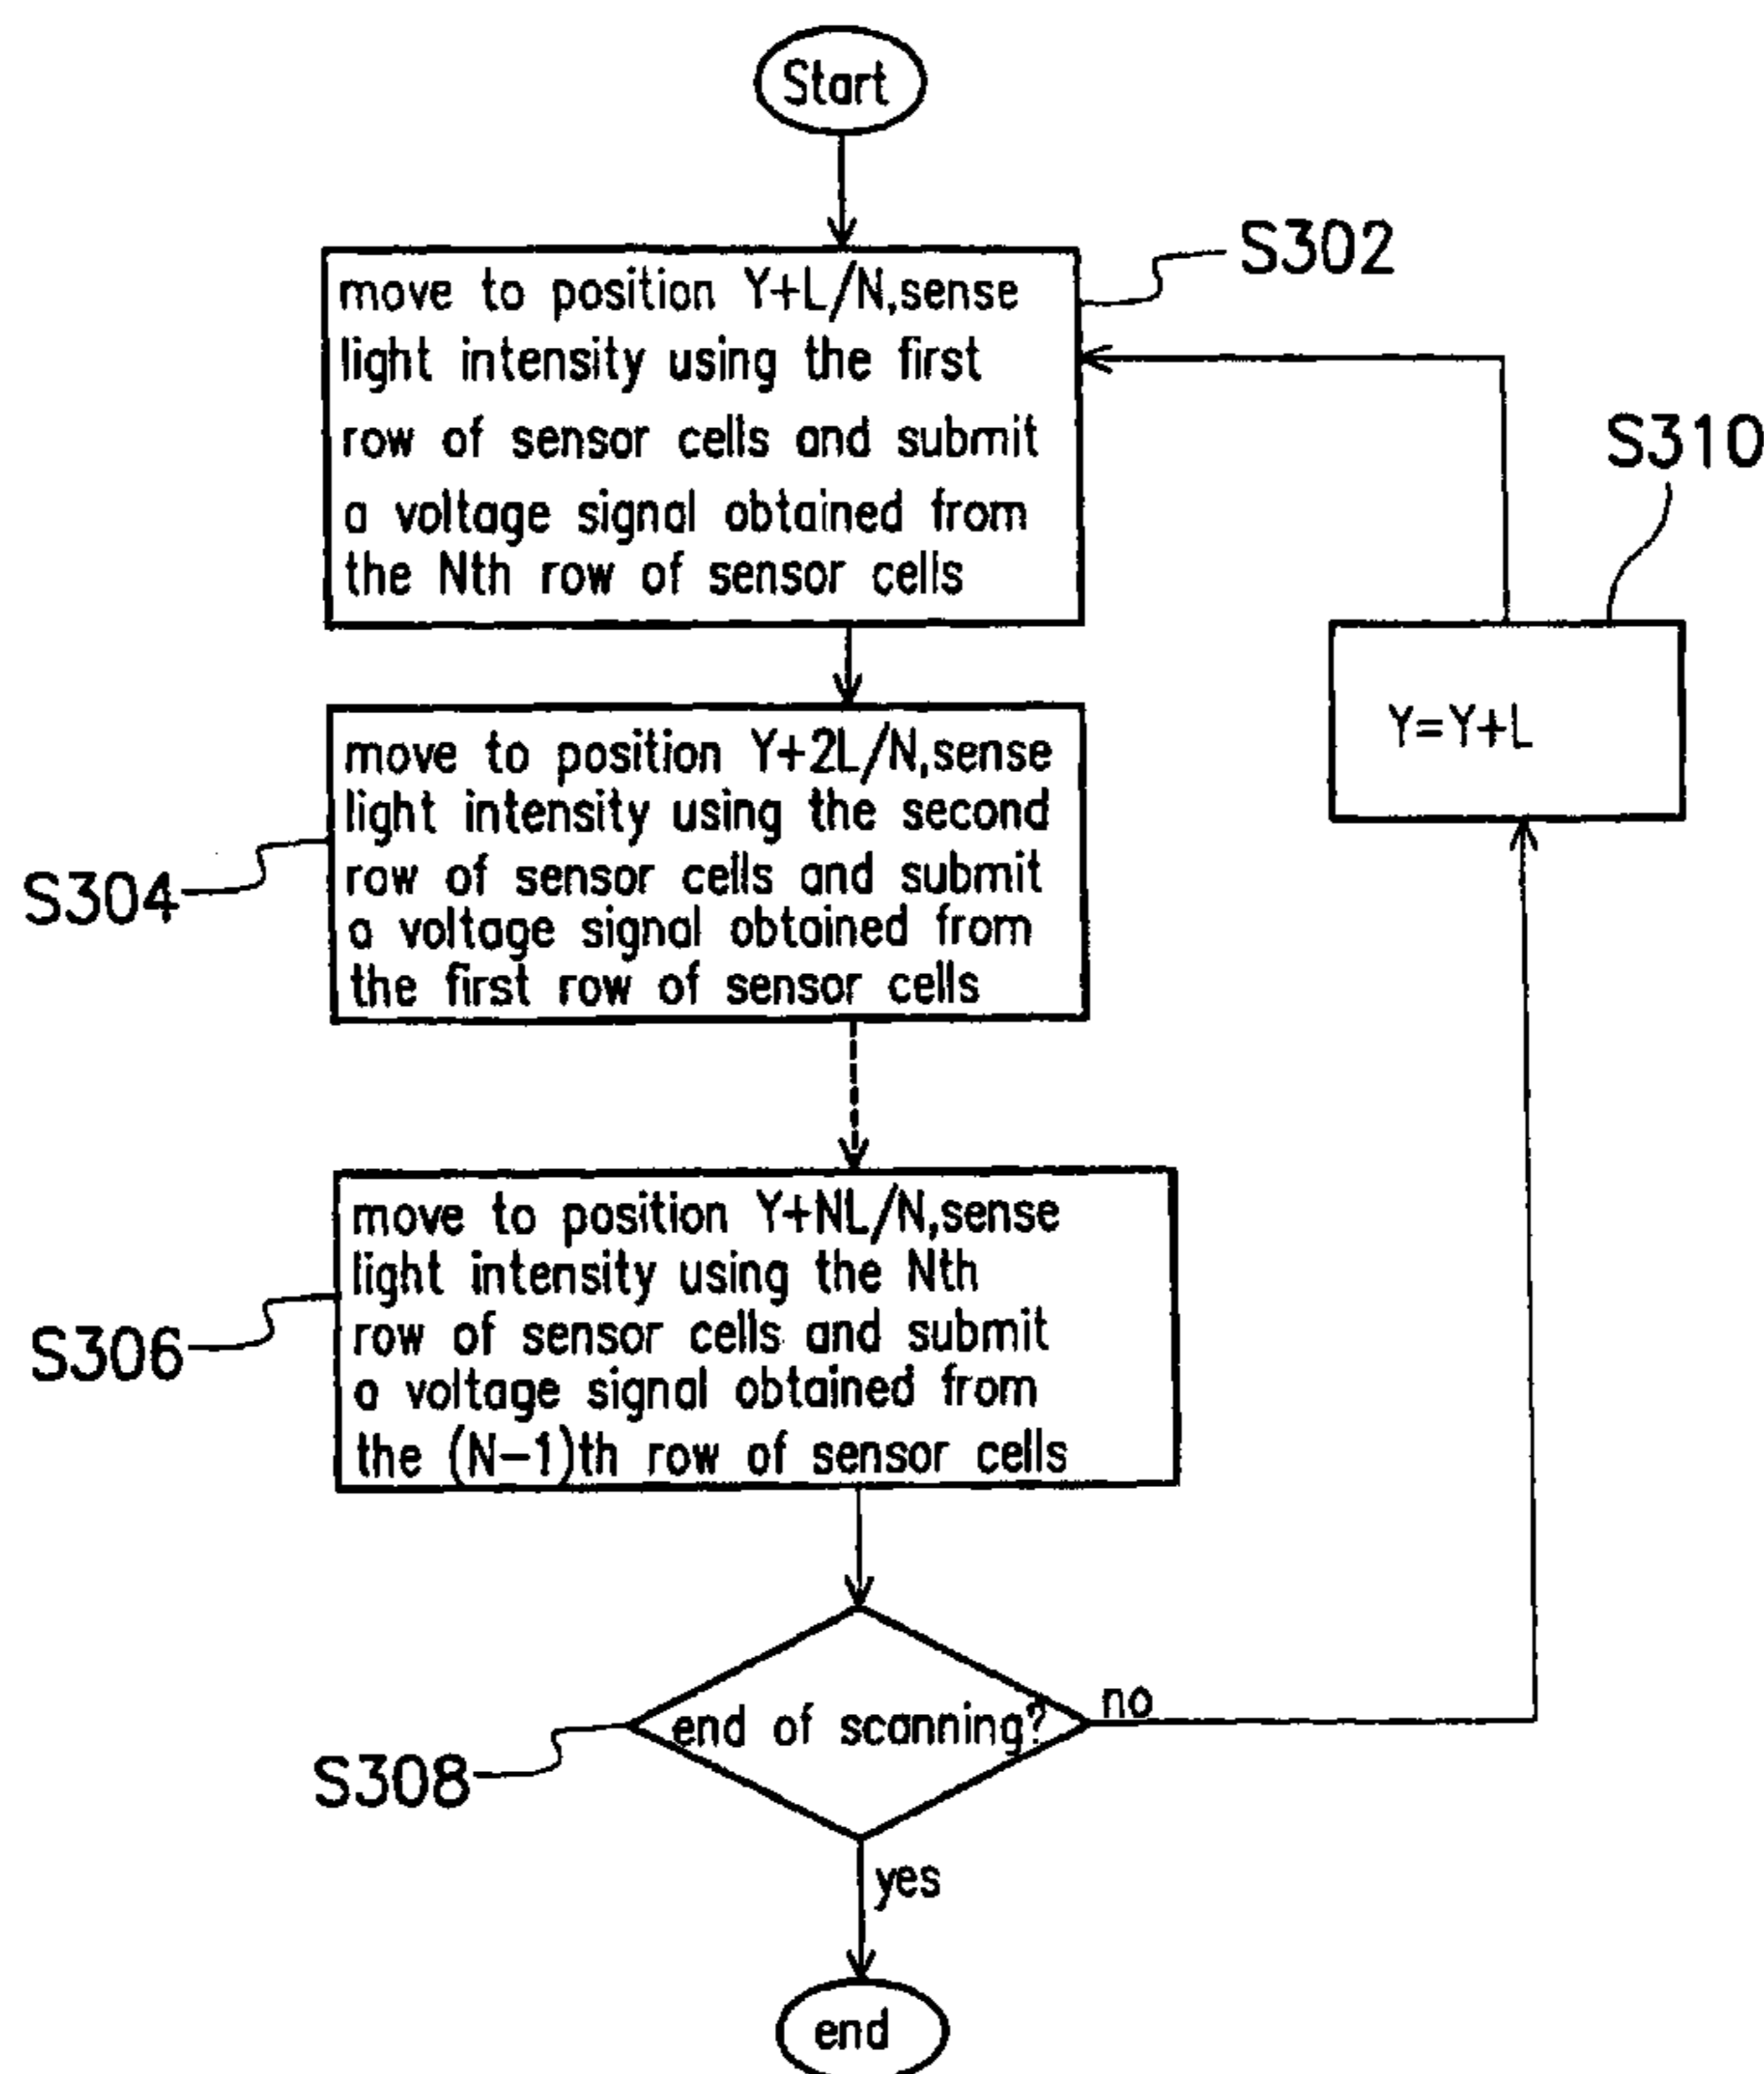 Start
S302
move to position Y+L/N,sense
light intensity using the first
row of sensor cells and submit
a voltage signal obtained from
the Nth row of sensor cells
S310
Y=Y+L
S304
move to position Y+2L/N,sense
light intensity using the second
row of sensor cells and submit
a voltage signal obtained from
the first row of sensor cells
S306
move to position Y+NL/N,sense
light intensity using the Nth
row of sensor cells and submit
a voltage signal obtained from
the (N-1)th row of sensor cells
S308
end of scanning?
no
yes
end